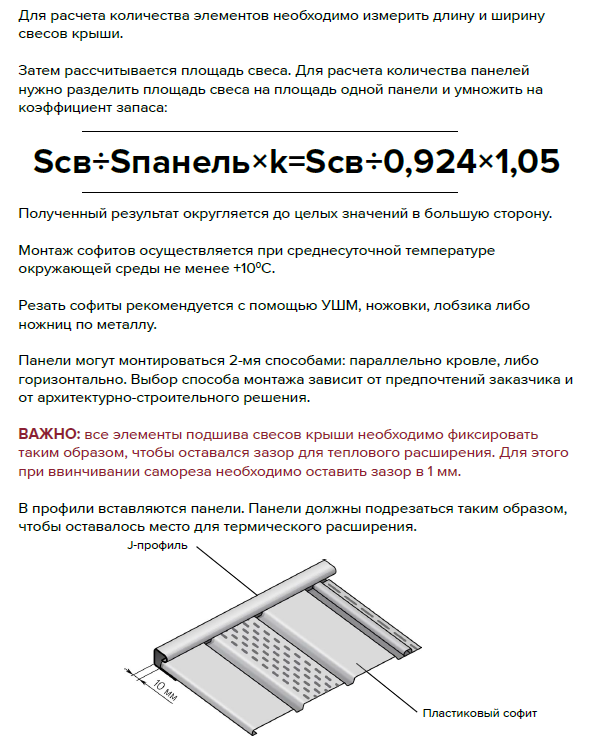 Для расчета количества элементов необходимо измерить длину и ширину
свесов крыши.
Затем рассчитывается площадь свеса. Для расчета количества панелей
нужно разделить площадь свеса на площадь одной панели и умножить на
коэффициент запаса:
Sсв÷Sпанель×k=Sсв÷0,924×1,05
Полученный результат округляется до целых значений в большую сторону.
Монтаж софитов осуществляется при среднесуточной температуре
окружающей среды не менее +10⁰С.
Резать софиты рекомендуется с помощью УШМ, ножовки, лобзика либо
ножниц по металлу.
Панели могут монтироваться 2-мя способами: параллельно кровле, либо
горизонтально. Выбор способа монтажа зависит от предпочтений заказчика и
от архитектурно-строительного решения.
ВАЖНО: все элементы подшива свесов крыши необходимо фиксировать
таким образом, чтобы оставался зазор для теплового расширения. Для этого
при ввинчивании самореза необходимо оставить зазор в 1 мм.
В профили вставляются панели. Панели должны подрезаться таким образом,
чтобы оставалось место для термического расширения.
J-профиль
10 мм
Пластиковый софит